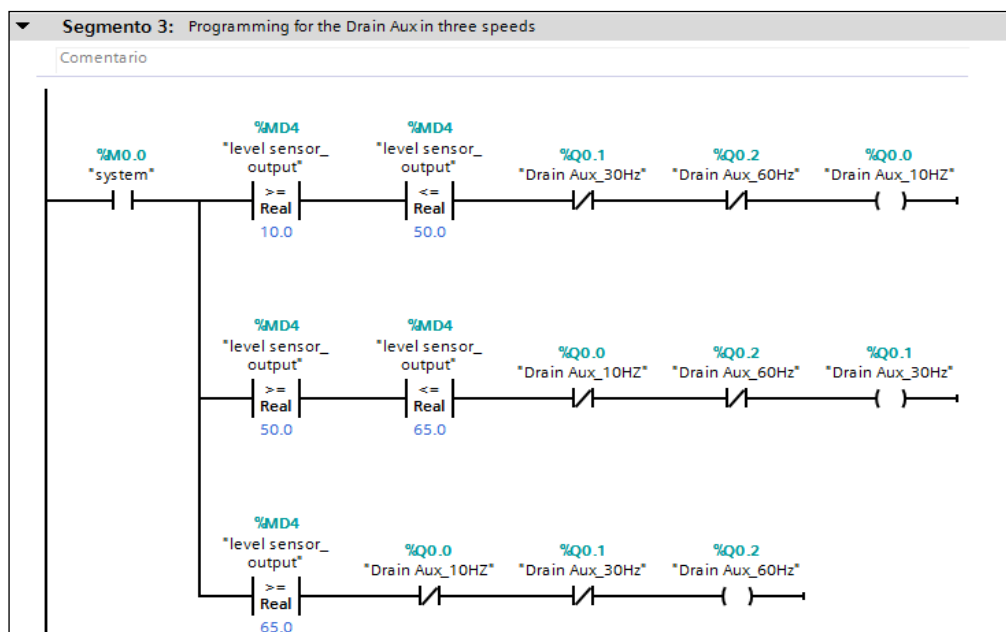 Segmento 3: Programming for the Drain Aux in three speeds
Comentario
%MD4 %MD4
%M0.0 "level sensor_ "level sensor_ %Q0.1 %Q0.2 %Q0.0
"system" output" output" "Drain Aux_30Hz" "Drain Aux_60Hz" "Drain Aux_10HZ"
>= <=
Real Real
10.0 50.0
%MD4 %MD4
"level sensor_ "level sensor_ %Q0.0 %Q0.2 %Q0.1
output" output" "Drain Aux_10HZ" "Drain Aux_60Hz" "Drain Aux_30Hz"
>= <=
Real Real
50.0 65.0
%MD4
"level sensor_ %Q0.0 %Q0.1 %Q0.2
output" "Drain Aux_10HZ" "Drain Aux_30Hz" "Drain Aux_60Hz"
>=
Real
65.0